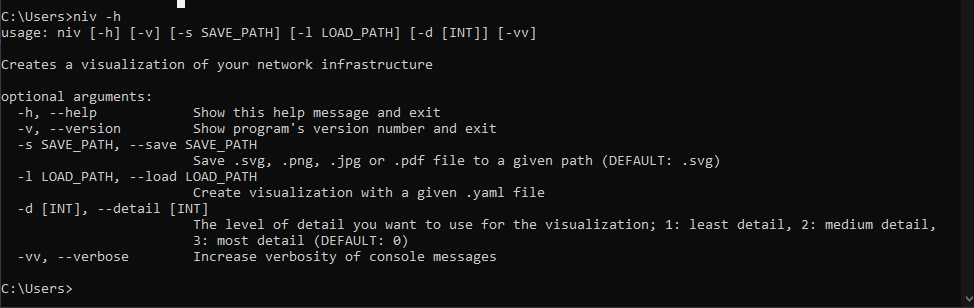 C:\Users>niv -h
usage: niv [-h] [-v] [-s SAVE_PATH] [-l LOAD_PATH] [-d [INT]] [-vv]
Creates a visualization of your network infrastructure
optional arguments:
-h, --help Show this help message and exit
-v, --version Show program's version number and exit
-s SAVE_PATH, --save SAVE_PATH
Save .svg, .png, .jpg or .pdf file to a given path (DEFAULT: .svg)
-l LOAD_PATH, --load LOAD_PATH
Create visualization with a given .yaml file
-d [INT], --detail [INT]
The level of detail you want to use for the visualization; 1: least detail, 2: medium detail,
3: most detail (DEFAULT: 0)
-vv, --verbose Increase verbosity of console messages
C:\Users>